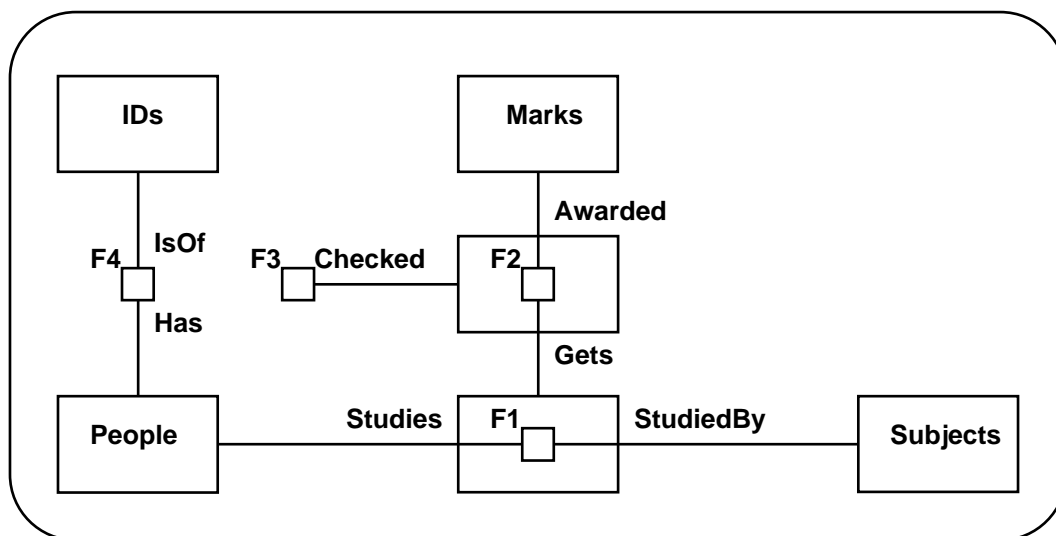 IDs
Marks
Awarded
IsOf
F4
F3 Checked
F2
Has
Gets
People
Studies
F1
StudiedBy
Subjects